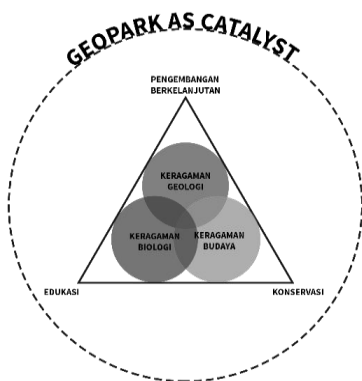 GEOPARK AS CATALYST
PENGEMBANGAN
BERKELANJUTAN
KERAGAMAN
GEOLOGI
KERAGAMAN
BIOLOGI
KERAGAMAN
BUDAYA
EDUKASI
KONSERVASI